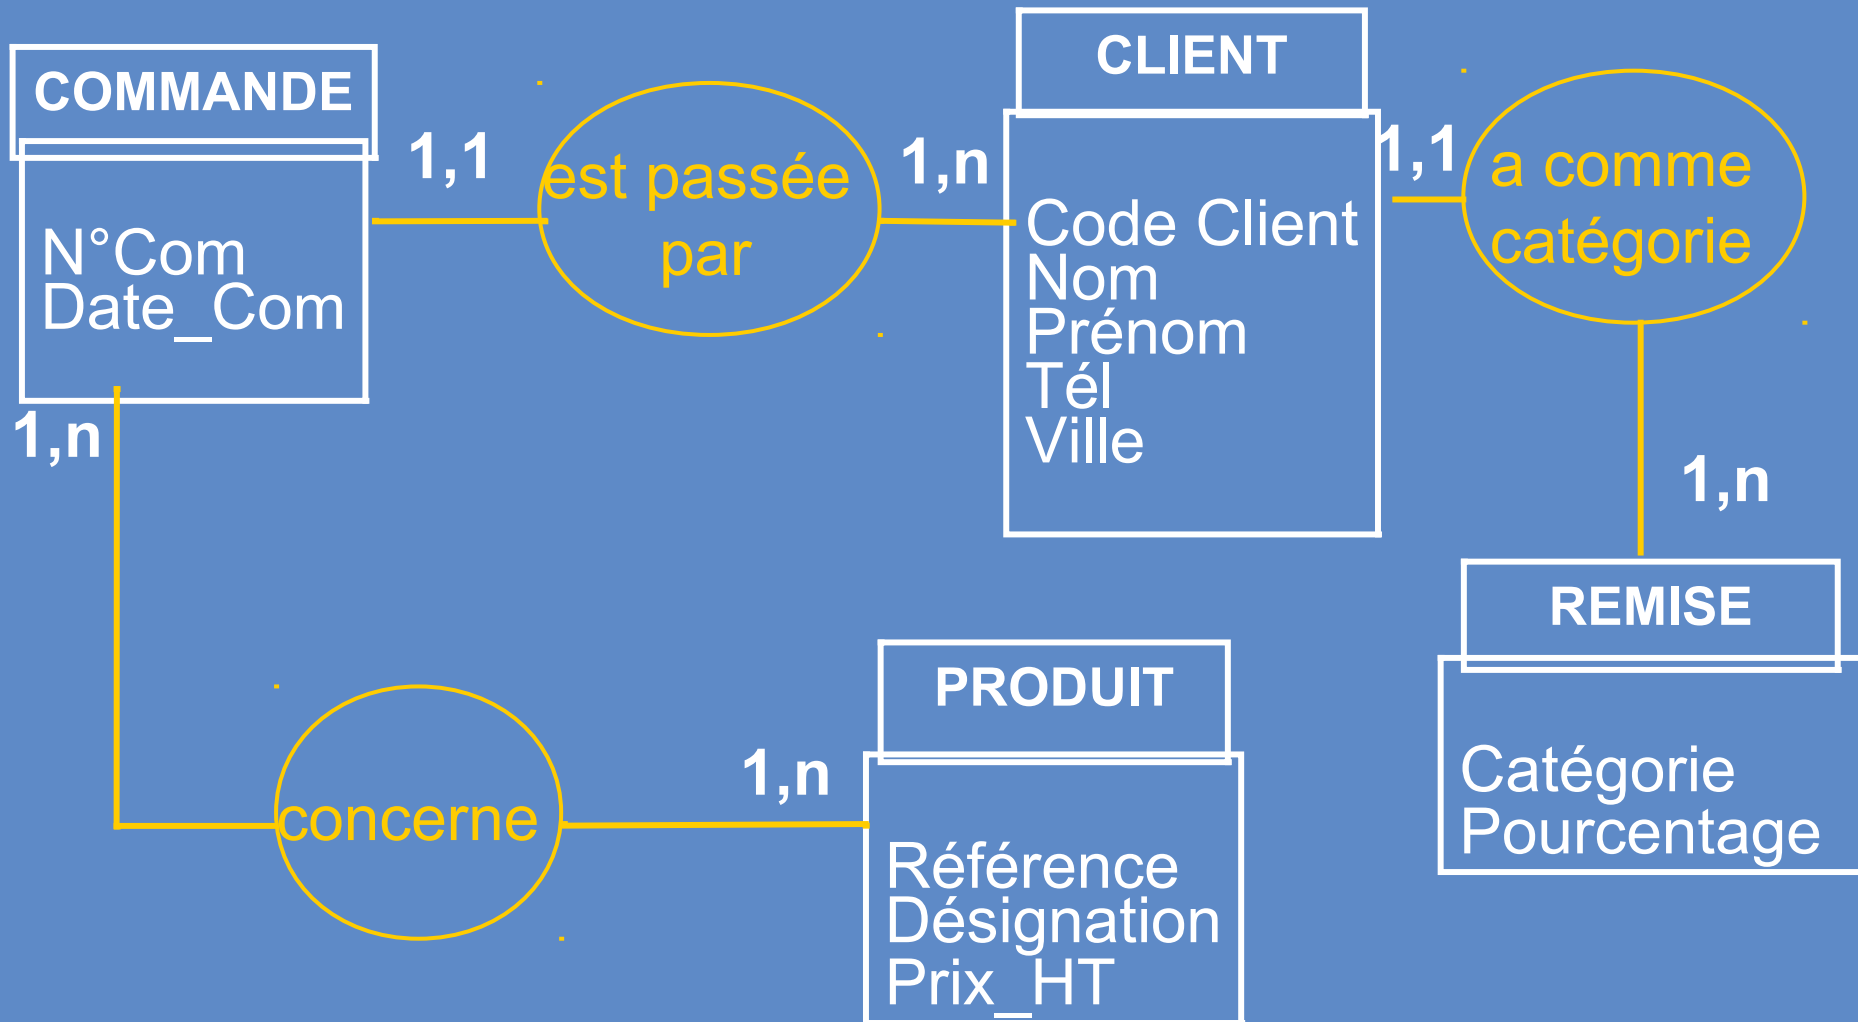 COMMANDE
N°Com
Date_Com
1,1
est passée
par
1,n
CLIENT
Code Client
Nom
Prénom
Tél
Ville
1,1
a comme
catégorie
1,n
1,n
REMISE
Catégorie
Pourcentage
concerne
1,n
PRODUIT
Référence
Désignation
Prix_HT